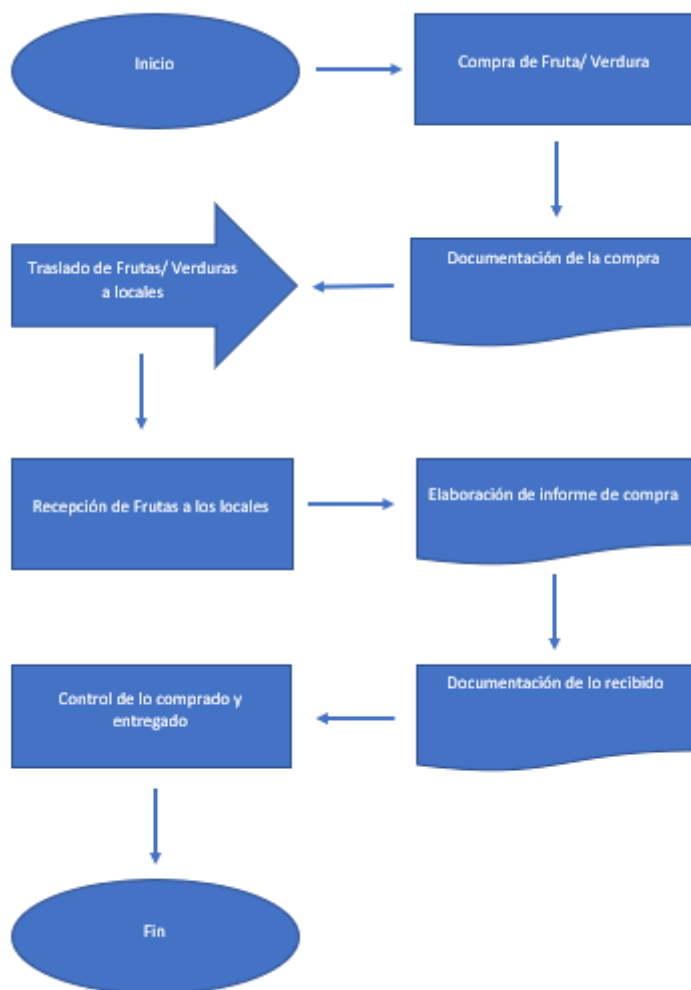 Inicio
Compra de Fruta/ Verdura
Documentación de la compra
Traslado de Frutas/ Verduras
a locales
Recepción de Frutas a los locales
Elaboración de informe de compra
Documentación de lo recibido
Control de lo comprado y
entregado
Fin